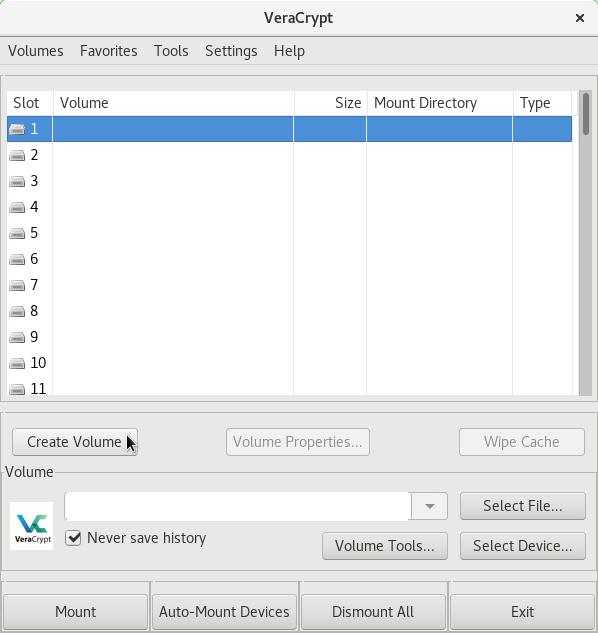 VeraCrypt ×
Volumes Favorites Tools Settings Help
Slot Volume Size Mount Directory Type
1
2
3
4
5
6
7
8
9
10
11
Create Volume Volume Properties... Wipe Cache
Volume
Select File...
VeraCrypt
Never save history
Volume Tools... Select Device...
Mount Auto-Mount Devices Dismount All Exit